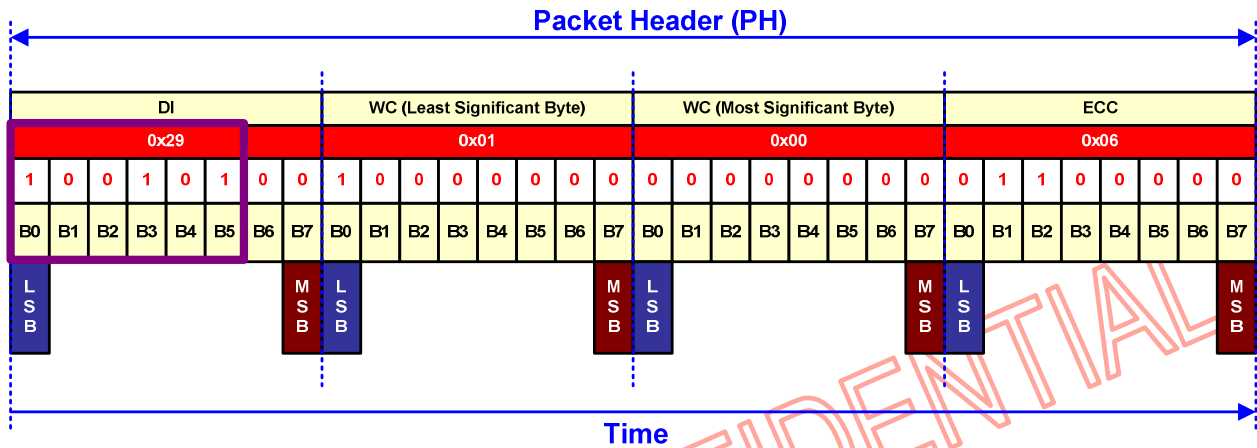 Packet Header (PH)
DI WC (Least Significant Byte) WC (Most Significant Byte) ECC
0x29 0x01 0x00 0x06
1 0 0 1 0 1 0 0 1 0 0 0 0 0 0 0 0 0 0 0 0 0 0 0 0 1 1 0 0 0 0 0
B0 B1 B2 B3 B4 B5 B6 B7 B0 B1 B2 B3 B4 B5 B6 B7 B0 B1 B2 B3 B4 B5 B6 B7 B0 B1 B2 B3 B4 B5 B6 B7
LSB MSB LSB MSB LSB MSB LSB MSB
Time